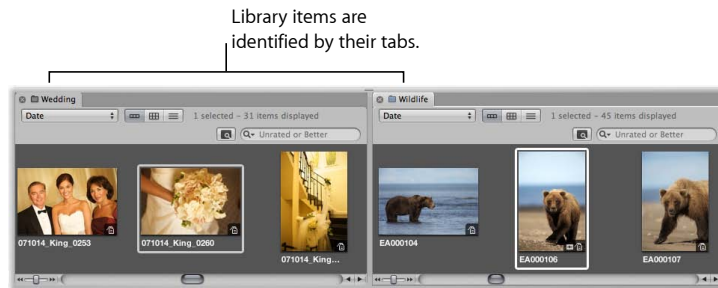 Library items are
identified by their tabs.
Wedding
Date
1 selected – 31 items displayed
Unrated or Better
071014_King_0253
071014_King_0260
071014_King...
Wildlife
Date
1 selected – 45 items displayed
Unrated or Better
EA000104
EA000106
EA000107